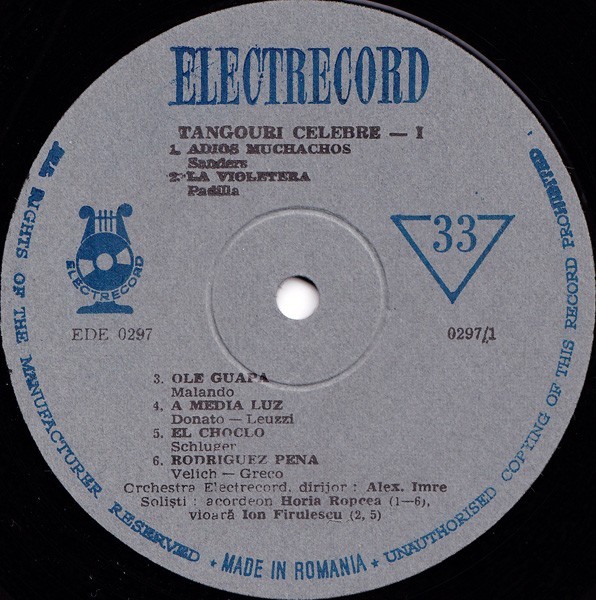 ELECTRECORD
TANGOURI CELEBRE — I
1. ADIOS MUCHACHOS
Sanders
2. LA VIOLETERA
Padilla
ELECTRECORD
33
EDE 0297
0297/1
3. OLE GUAPA
Malando
4. A MEDIA LUZ
Donato — Leuzzi
5. EL CHOCLO
Schluger
6. RODRIGUEZ PENA
Velich — Greco
Orchestra Electrecord, dirijor : Alex. Imre
Soliști : acordeon Horia Ropcea (1—6),
vioară Ion Firulescu (2, 5)
ALL RIGHTS OF THE MANUFACTURER RESERVED ★ MADE IN ROMANIA ★ UNAUTHORISED COPYING OF THIS RECORD PROHIBITED.